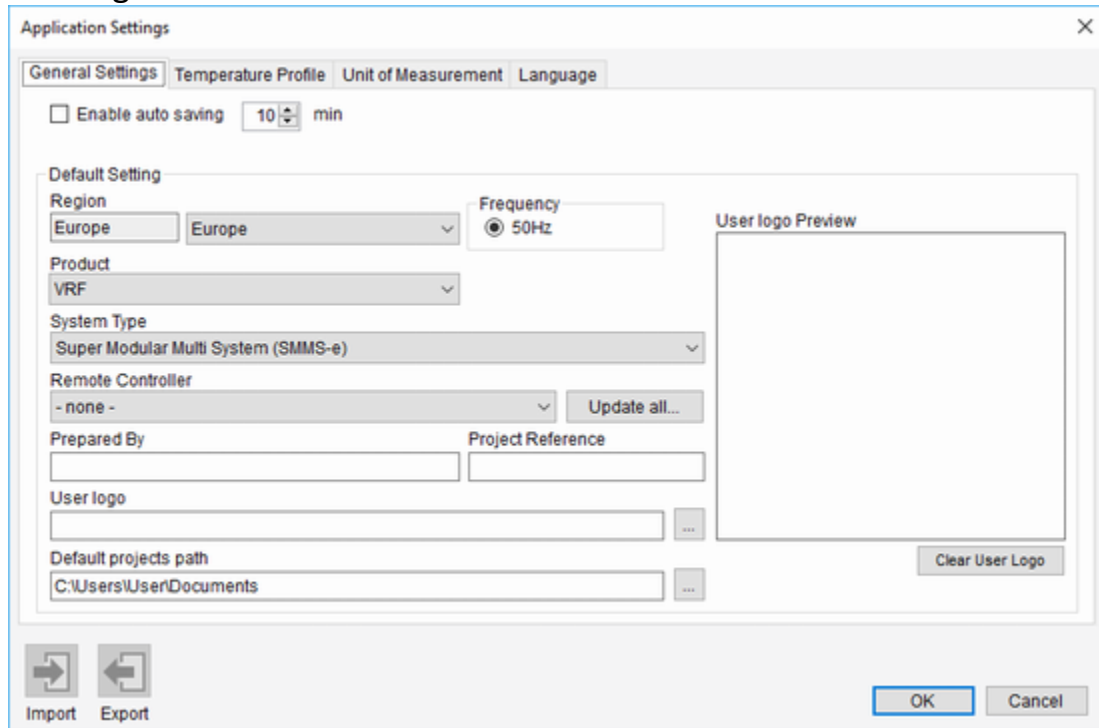 Application Settings
General Settings Temperature Profile Unit of Measurement Language
Enable auto saving 10 min
Default Setting
Region
Europe Europe
Frequency
50Hz
User logo Preview
Product
VRF
System Type
Super Modular Multi System (SMMS-e)
Remote Controller
- none - Update all...
Prepared By Project Reference
User logo
...
Default projects path
C:\Users\User\Documents ...
Clear User Logo
Import Export
OK Cancel